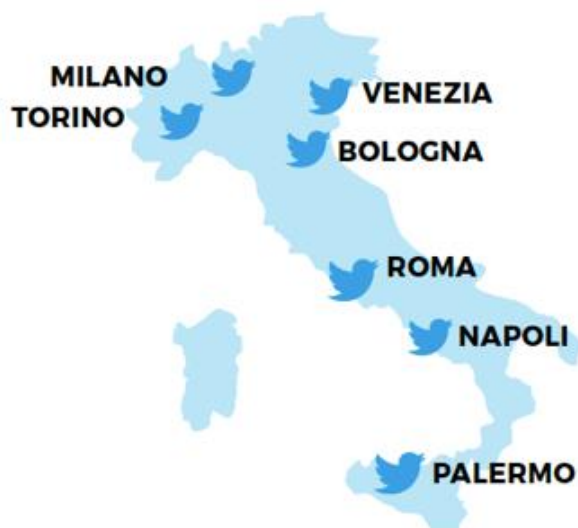 MILANO
TORINO
VENEZIA
BOLOGNA
ROMA
NAPOLI
PALERMO